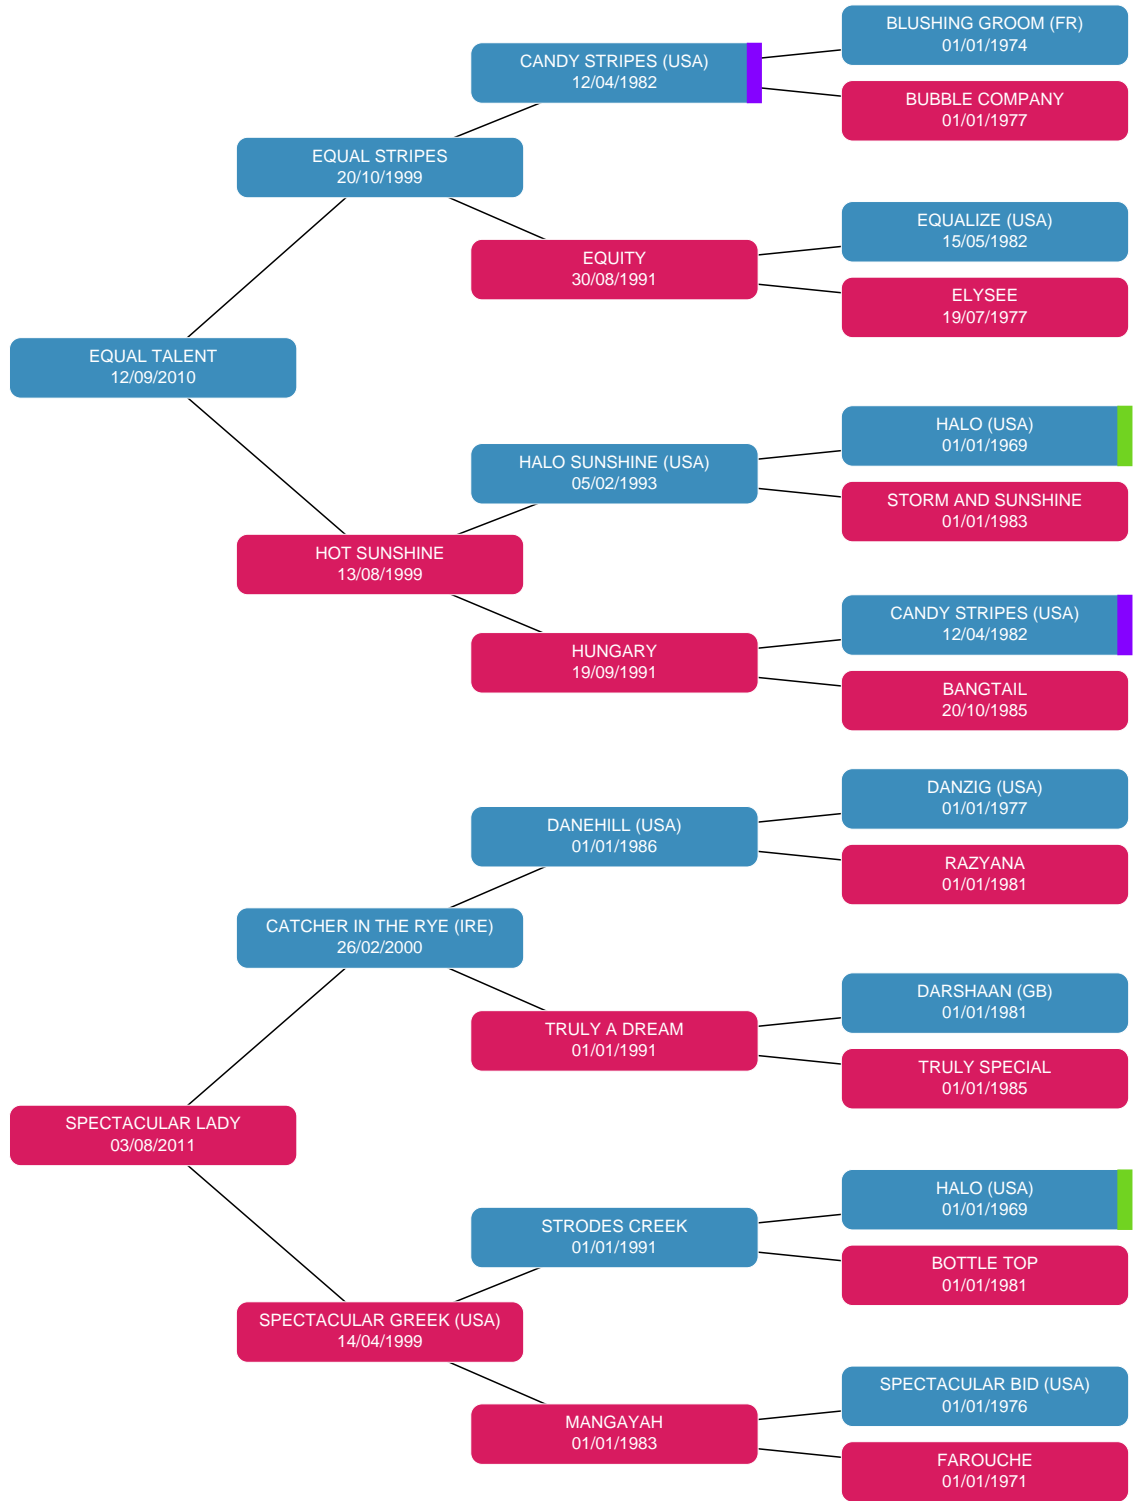 BLUSHING GROOM (FR)
01/01/1974
CANDY STRIPES (USA)
12/04/1982
BUBBLE COMPANY
01/01/1977
EQUAL STRIPES
20/10/1999
EQUALIZE (USA)
15/05/1982
EQUITY
30/08/1991
ELYSEE
19/07/1977
EQUAL TALENT
12/09/2010
HALO (USA)
01/01/1969
HALO SUNSHINE (USA)
05/02/1993
STORM AND SUNSHINE
01/01/1983
HOT SUNSHINE
13/08/1999
CANDY STRIPES (USA)
12/04/1982
HUNGARY
19/09/1991
BANGTAIL
20/10/1985
DANZIG (USA)
01/01/1977
DANEHILL (USA)
01/01/1986
RAZYANA
01/01/1981
CATCHER IN THE RYE (IRE)
26/02/2000
DARSHAAN (GB)
01/01/1981
TRULY A DREAM
01/01/1991
TRULY SPECIAL
01/01/1985
SPECTACULAR LADY
03/08/2011
HALO (USA)
01/01/1969
STRODES CREEK
01/01/1991
BOTTLE TOP
01/01/1981
SPECTACULAR GREEK (USA)
14/04/1999
SPECTACULAR BID (USA)
01/01/1976
MANGAYAH
01/01/1983
FAROUCHE
01/01/1971